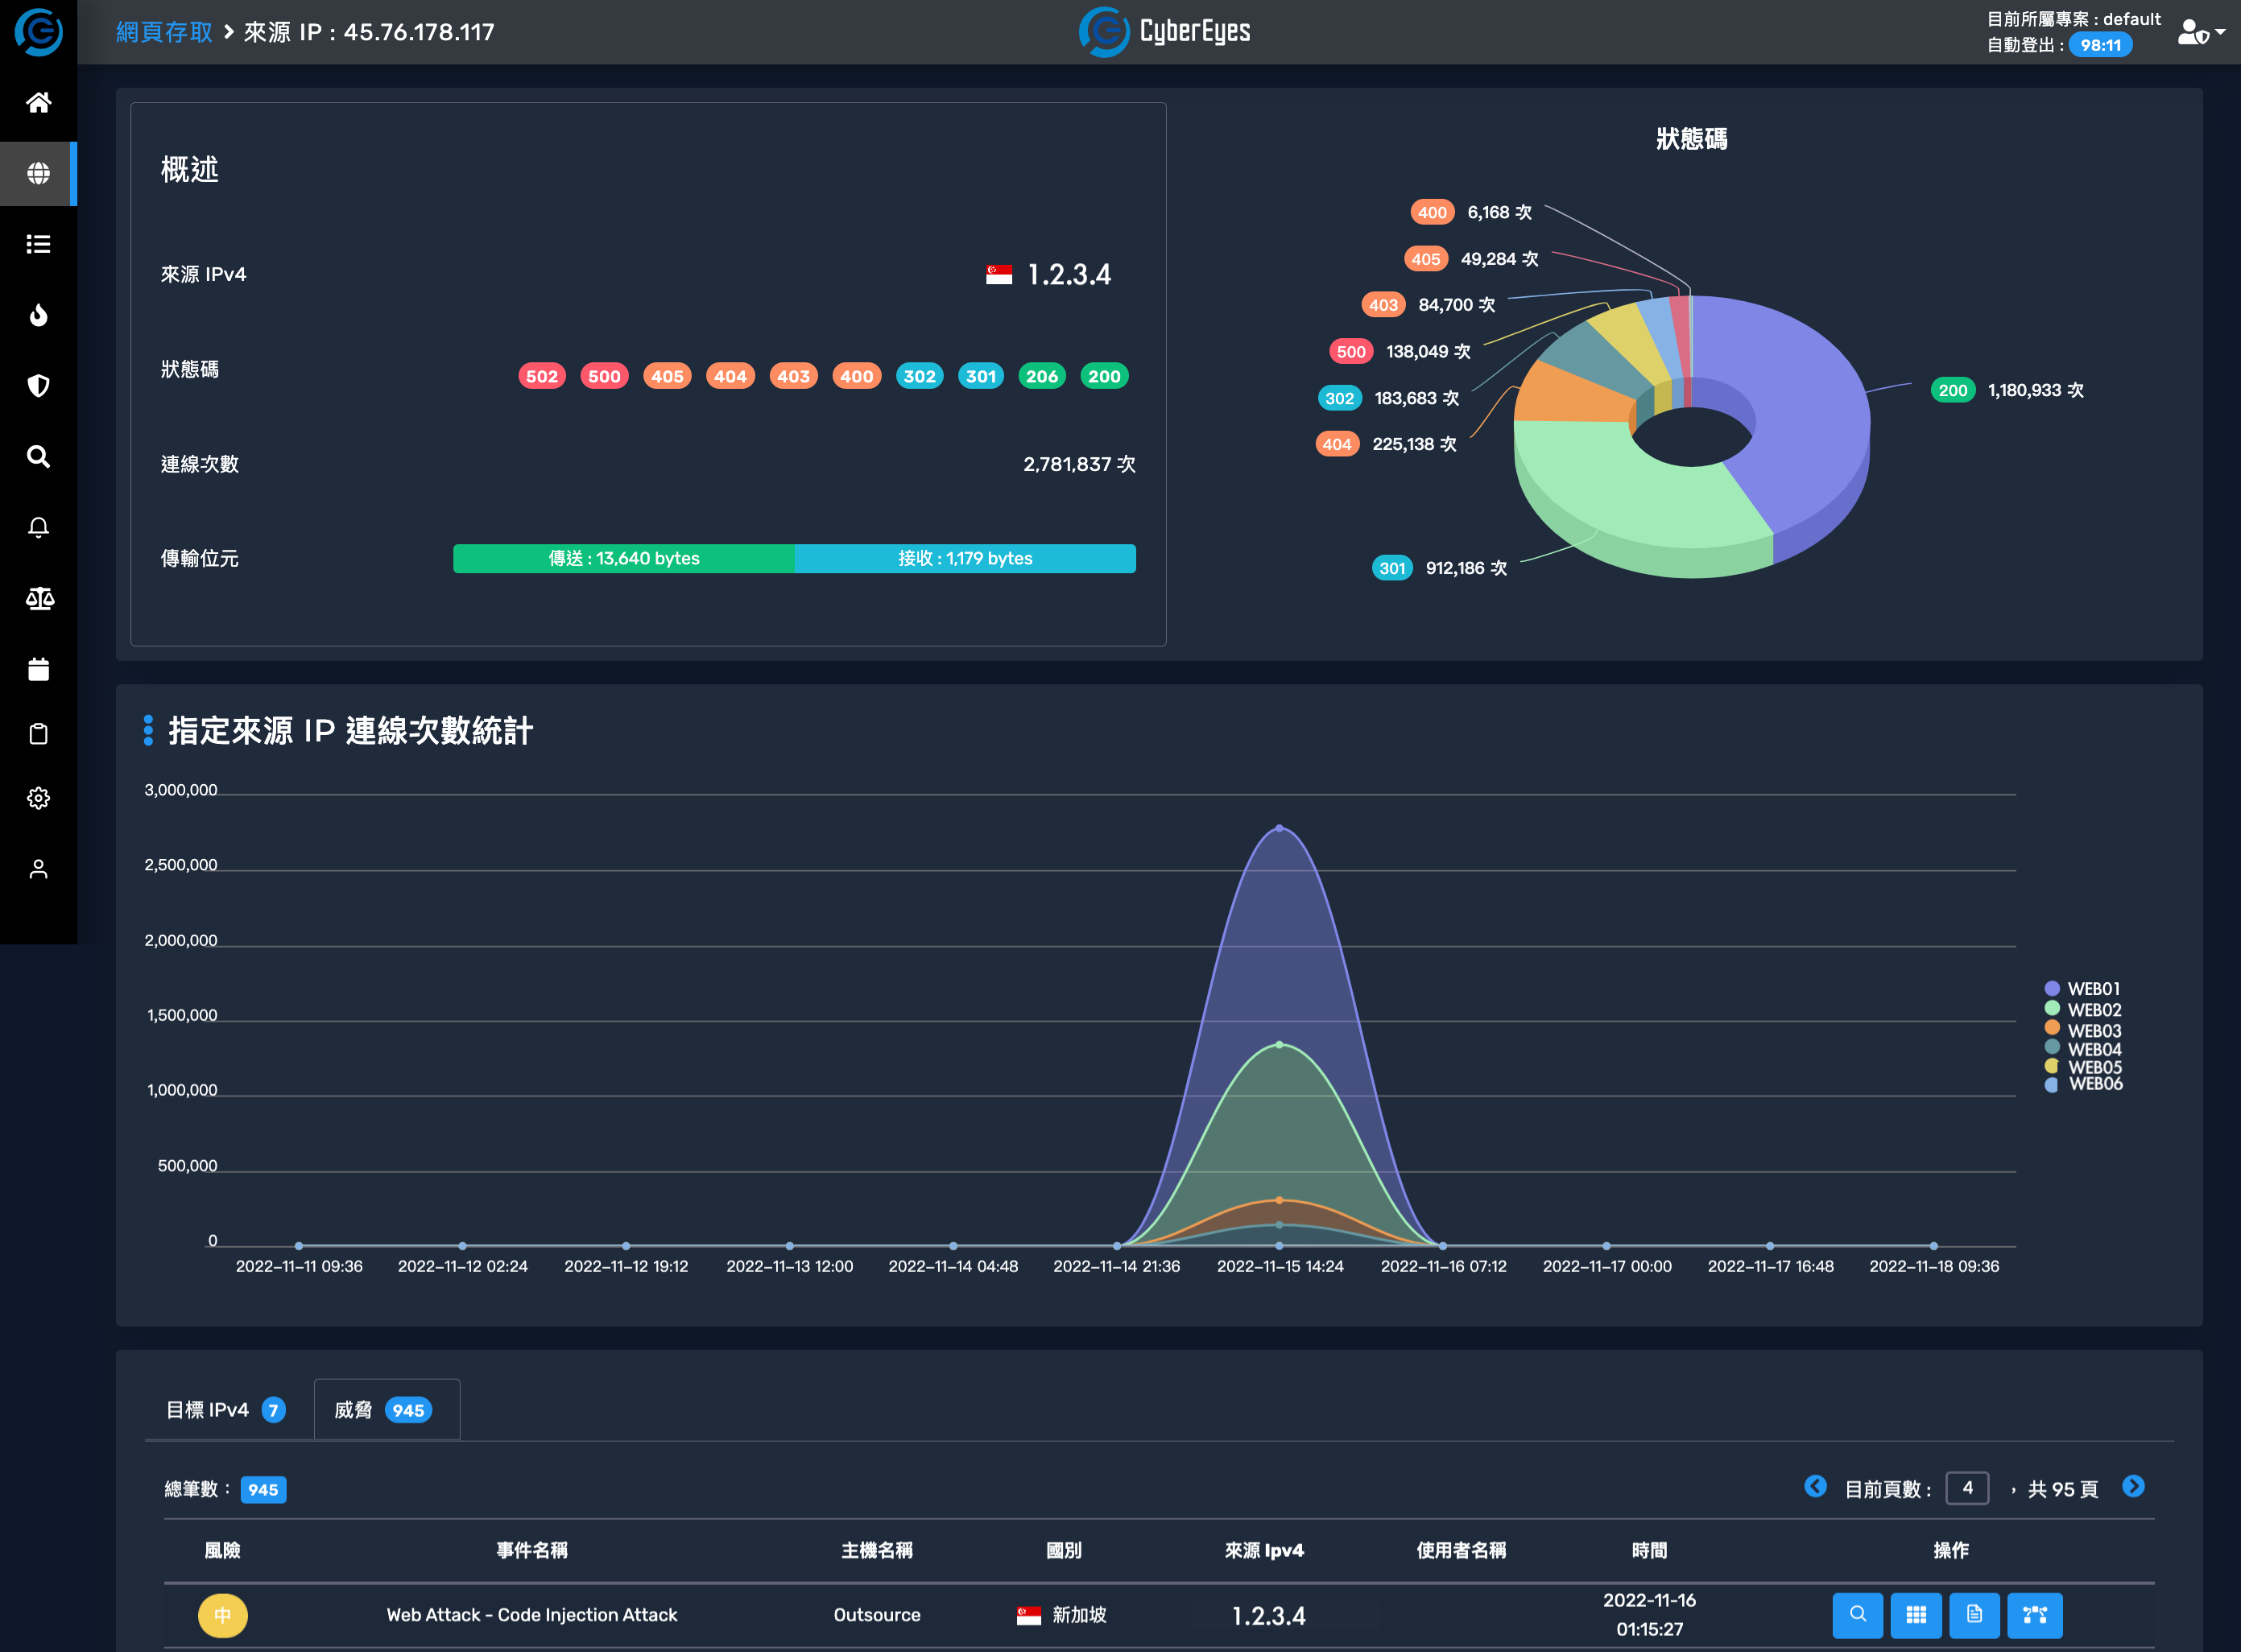 網頁存取 > 來源 IP : 45.76.178.117
CyberEyes
目前所屬專案 : default
自動登出 : 98:11
概述
來源 IPv4 1.2.3.4
狀態碼 502 500 405 404 403 400 302 301 206 200
連線次數 2,781,837 次
傳輸位元 傳送 : 13,640 bytes 接收 : 1,179 bytes
狀態碼
400 6,168 次
405 49,284 次
403 84,700 次
500 138,049 次
302 183,683 次
404 225,138 次
301 912,186 次
200 1,180,933 次
指定來源 IP 連線次數統計
3,000,000
2,500,000
2,000,000
1,500,000
1,000,000
500,000
0
2022-11-11 09:36 2022-11-12 02:24 2022-11-12 19:12 2022-11-13 12:00 2022-11-14 04:48 2022-11-14 21:36 2022-11-15 14:24 2022-11-16 07:12 2022-11-17 00:00 2022-11-17 16:48 2022-11-18 09:36
WEB01
WEB02
WEB03
WEB04
WEB05
WEB06
目標 IPv4 7 威脅 945
總筆數： 945 目前頁數 : 4 ，共 95 頁
風險 事件名稱 主機名稱 國別 來源 Ipv4 使用者名稱 時間 操作
中 Web Attack - Code Injection Attack Outsource 新加坡 1.2.3.4 2022-11-16
01:15:27